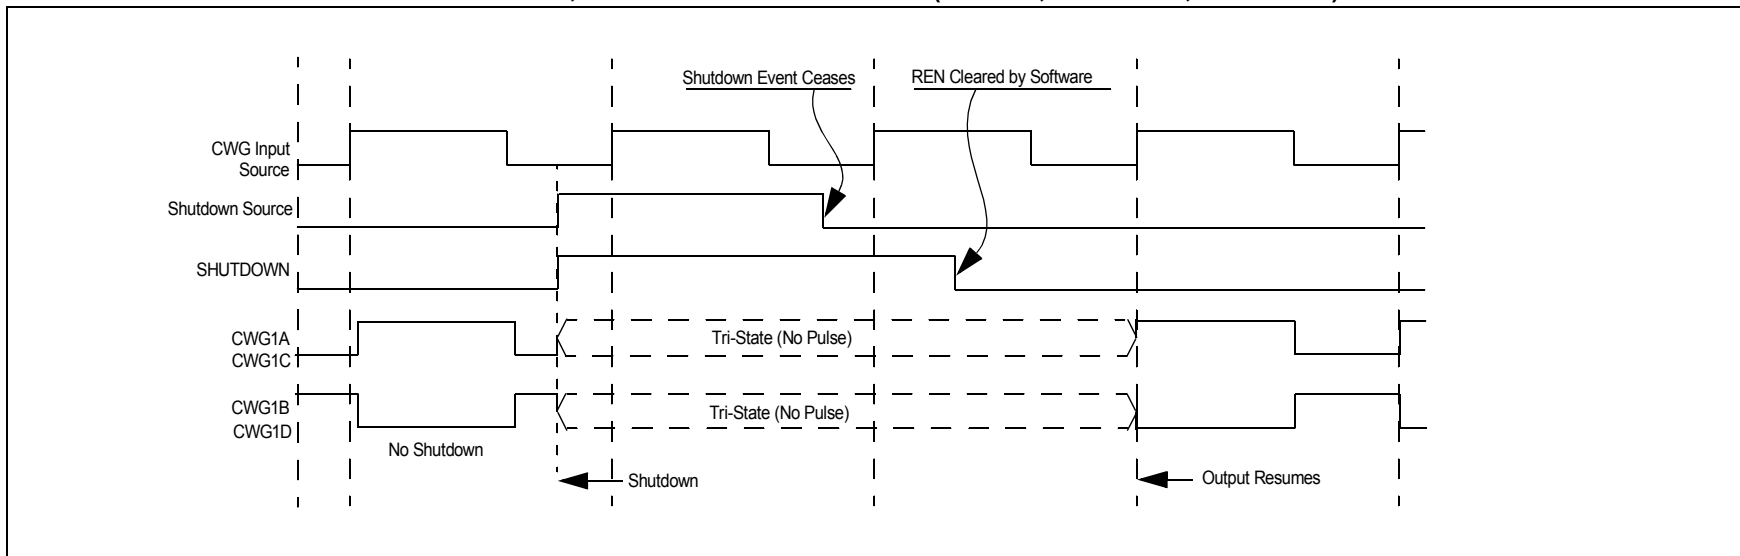 Shutdown Event Ceases
REN Cleared by Software
CWG Input
Source
Shutdown Source
SHUTDOWN
CWG1A
CWG1C
Tri-State (No Pulse)
CWG1B
CWG1D
Tri-State (No Pulse)
No Shutdown
Shutdown
Output Resumes